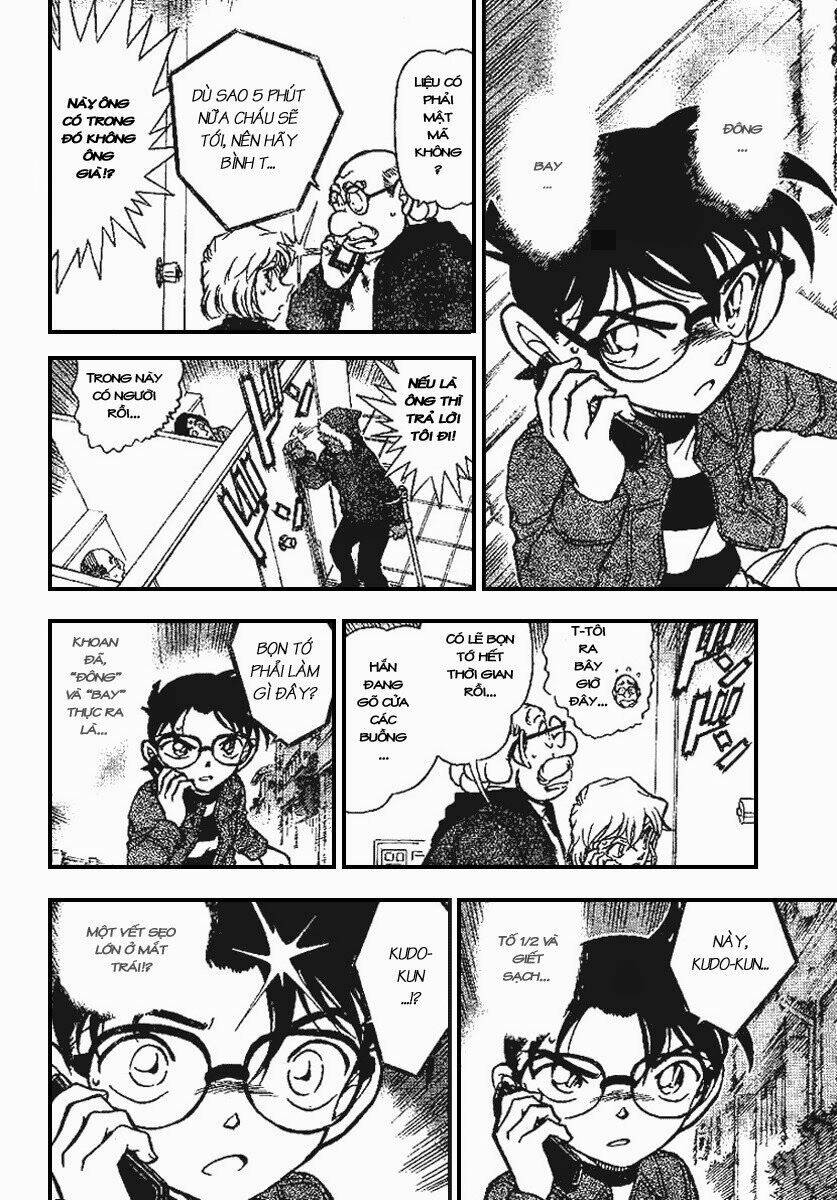 ĐÔNG
...
BAY
...
LIỆU CÓ
PHẢI
MẬT
MÃ
KHÔNG
?
DÙ SAO 5 PHÚT
NỮA CHÁU SẼ
TỚI, NÊN HÃY
BÌNH T...
NÀY ÔNG
CÓ TRONG
ĐÓ KHÔNG
ÔNG
GIÀ!?
NẾU LÀ
ÔNG THÌ
TRẢ LỜI
TÔI ĐI!
TRONG NÀY
CÓ NGƯỜI
RỒI...
T-TÔI
RA
BÂY
GIỜ
ĐÂY...
CÓ LẼ BỌN
TỚ HẾT
THỜI GIAN
RỒI...
HẮN
ĐANG
GÕ CỬA
CÁC
BUỒNG
...
BỌN TỚ
PHẢI LÀM
GÌ ĐÂY?
KHOAN
ĐÃ,
“ĐÔNG”
VÀ “BAY”
THỰC RA
LÀ...
NÀY,
KUDO-KUN...
TỐ 1/2 VÀ
GIẾT
SẠCH...
KUDO-
KUN
...!?
MỘT VẾT SẸO
LỚN Ở MẮT
TRÁI!?